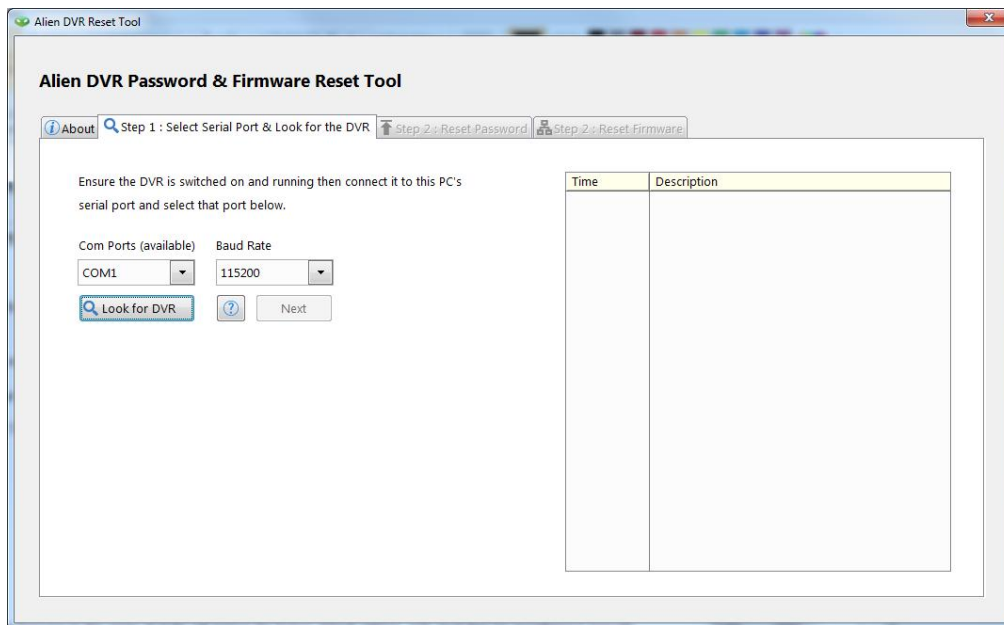 Alien DVR Reset Tool
Alien DVR Password & Firmware Reset Tool
About
Step 1 : Select Serial Port & Look for the DVR
Step 2 : Reset Password
Step 2 : Reset Firmware
Ensure the DVR is switched on and running then connect it to this PC's
serial port and select that port below.
Com Ports (available)
Baud Rate
COM1
115200
Look for DVR
Next
Time
Description